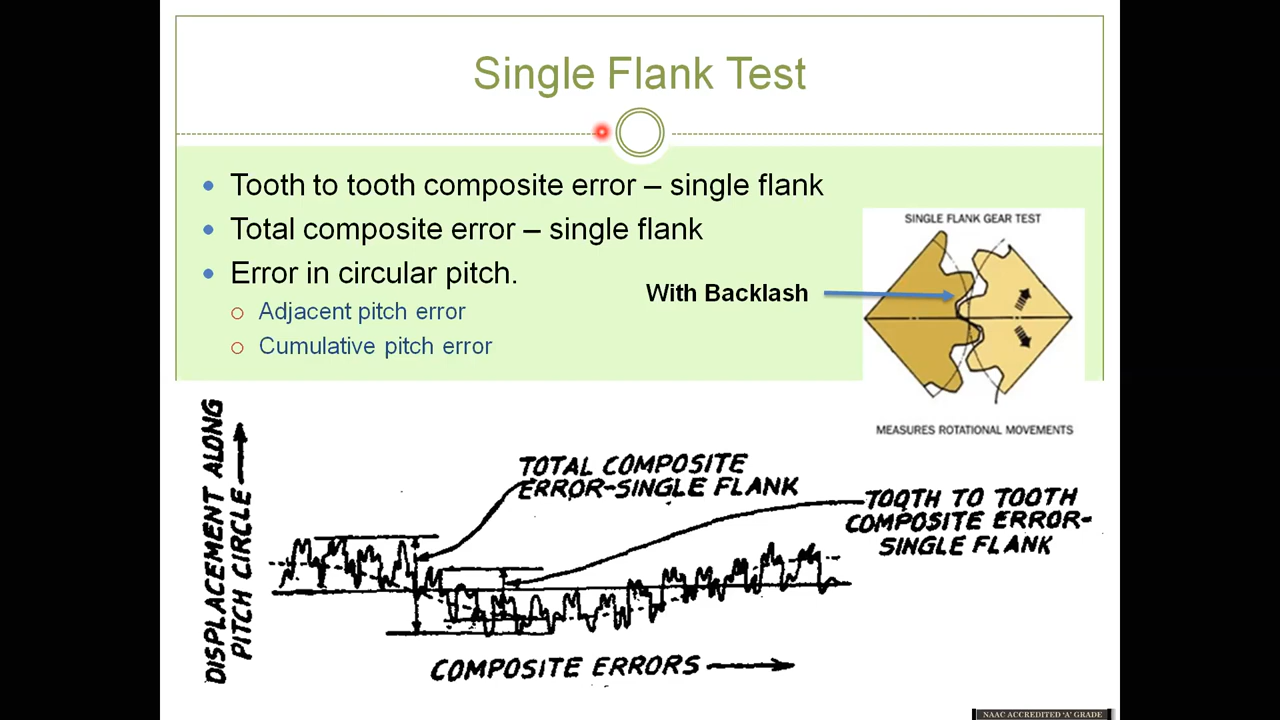 Single Flank Test
Tooth to tooth composite error – single flank
Total composite error – single flank
Error in circular pitch.
Adjacent pitch error
Cumulative pitch error
With Backlash
SINGLE FLANK GEAR TEST
MEASURES ROTATIONAL MOVEMENTS
DISPLACEMENT ALONG
PITCH CIRCLE
TOTAL COMPOSITE
ERROR-SINGLE FLANK
TOOTH TO TOOTH
COMPOSITE ERROR-
SINGLE FLANK
COMPOSITE ERRORS
NAAC ACCREDITED 'A' GRADE